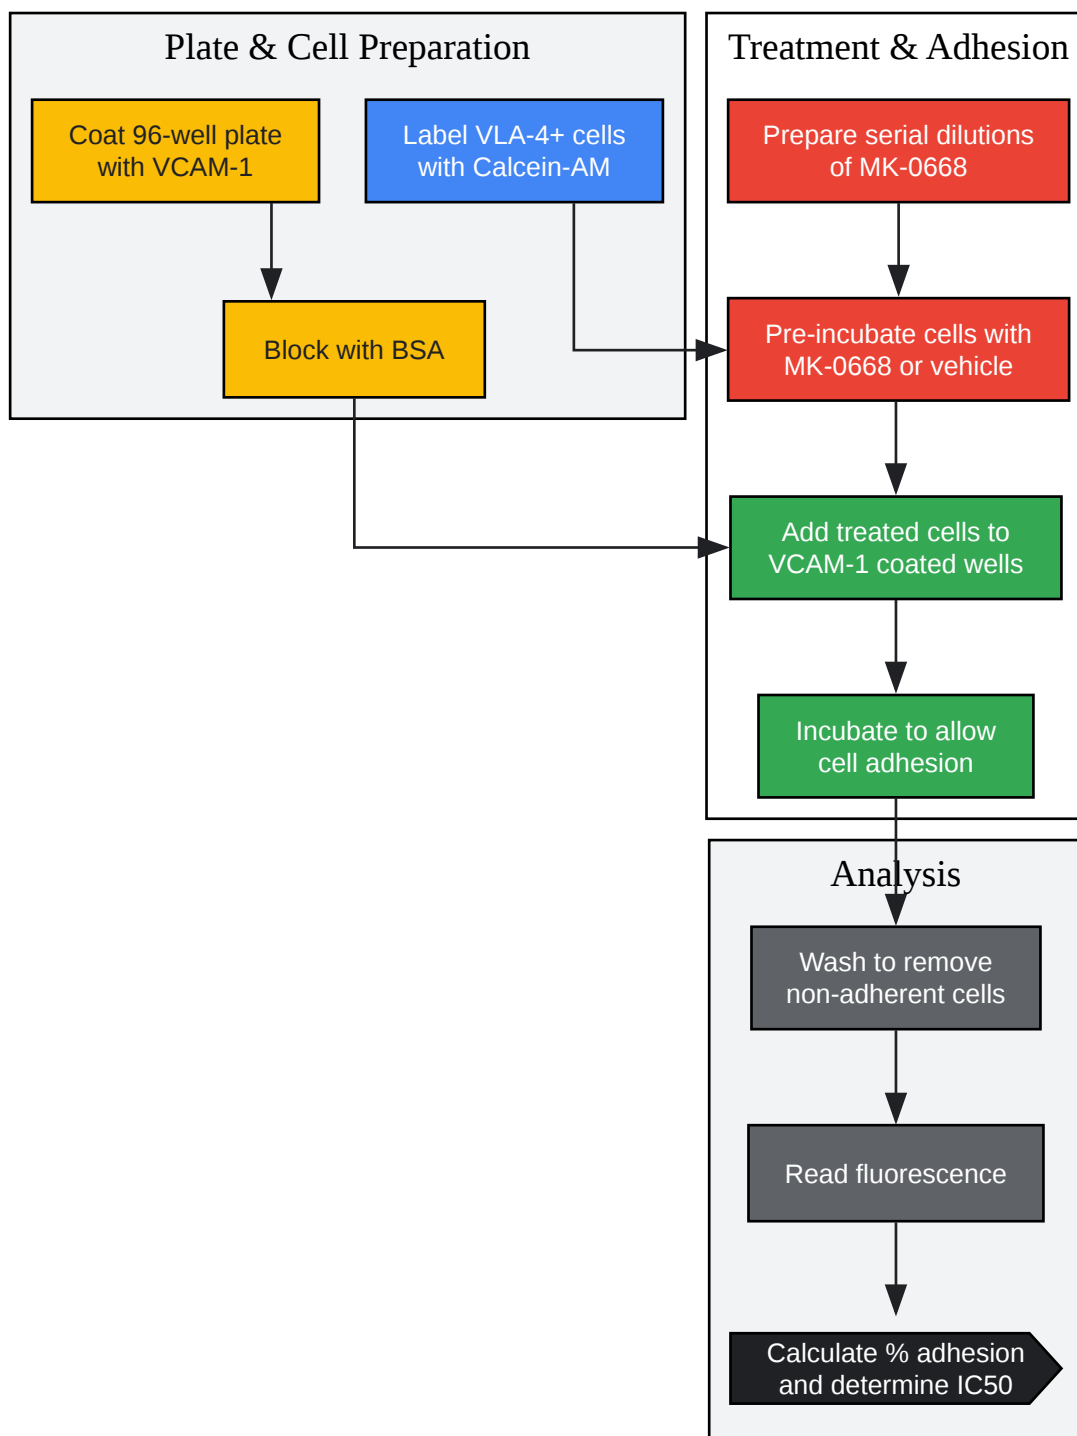 Plate & Cell Preparation
Coat 96-well plate
with VCAM-1
Label VLA-4+ cells
with Calcein-AM
Block with BSA
Treatment & Adhesion
Prepare serial dilutions
of MK-0668
Pre-incubate cells with
MK-0668 or vehicle
Add treated cells to
VCAM-1 coated wells
Incubate to allow
cell adhesion
Analysis
Wash to remove
non-adherent cells
Read fluorescence
Calculate % adhesion
and determine IC50